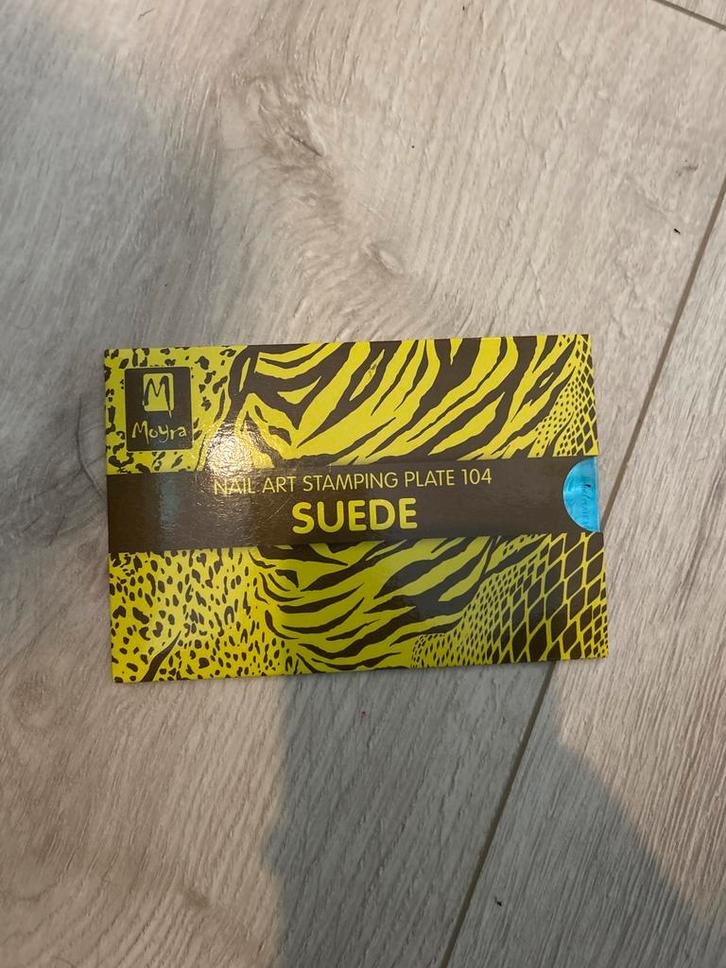 M
Moyra
NAIL ART STAMPING PLATE 104
SUEDE